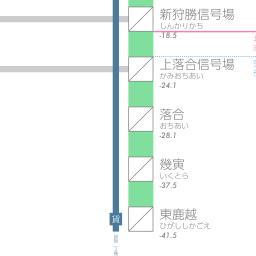 新狩勝信号場
しんかりかち
-18.5
上落合信号場
かみおちあい
-24.1
落合
おちあい
-28.1
幾寅
いくとら
-37.5
東鹿越
ひがししかごえ
-41.5
貨